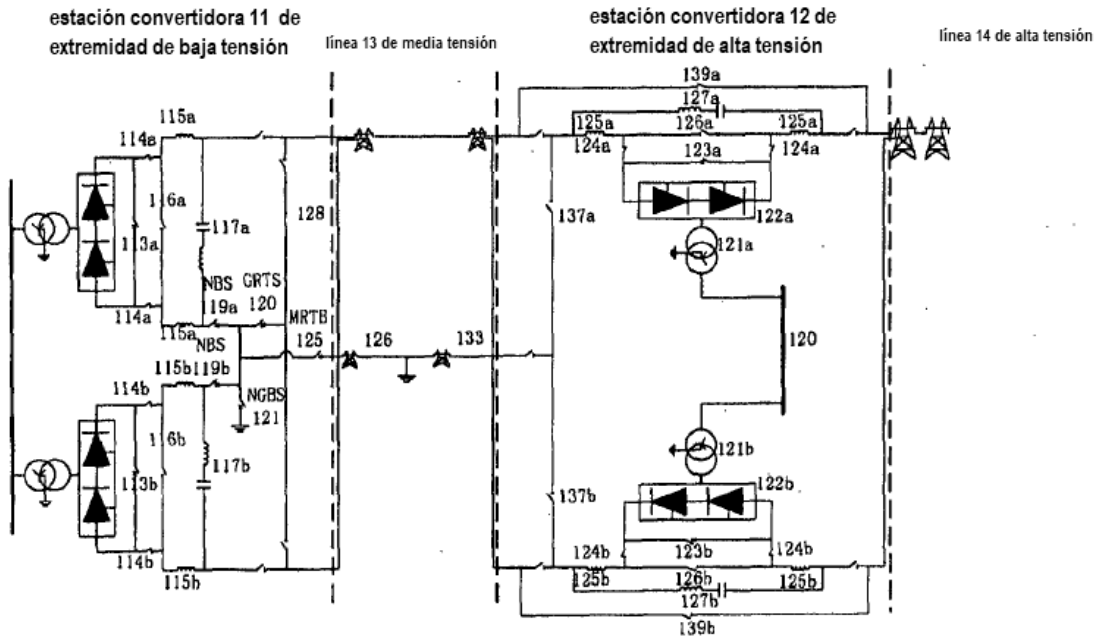 estación convertidora 11 de
extremidad de baja tensión
línea 13 de media tensión
estación convertidora 12 de
extremidad de alta tensión
línea 14 de alta tensión
139a
127a
115a
125a
126a
125a
114a
124a
123a
124a
116a
128
137a
122a
117a
113a
121a
NBS
GRTS
119a
120
114a
MRTB
115a
125
126
133
120
NBS
115b
119b
114b
NGBS
121
116b
121b
117b
122b
113b
137b
124b
123b
124b
114b
125b
126b
125b
115b
127b
139b